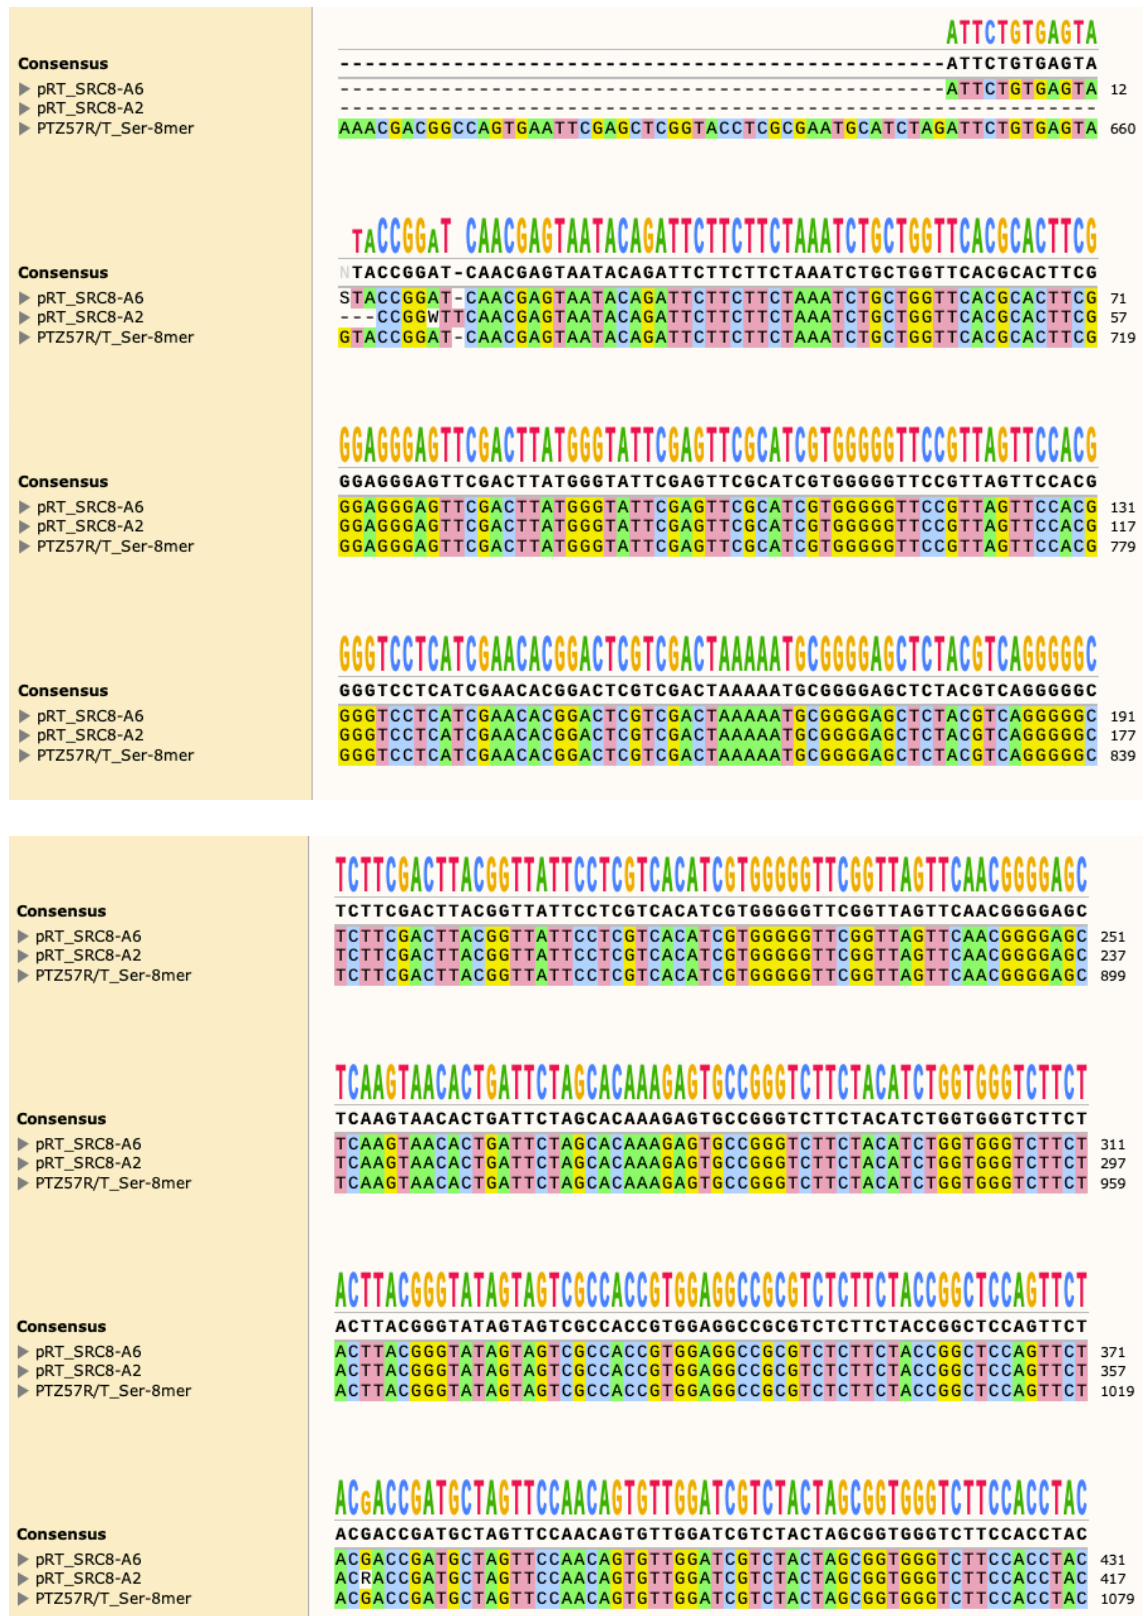 ATTCTGTGAGTA
Consensus ------------------------------------------------ATTCTGTGAGTA
pRT_SRC8-A6 ------------------------------------------------ATTCTGTGAGTA 12
pRT_SRC8-A2 ------------------------------------------------------------
PTZ57R/T_Ser-8mer AAACGACGGCCAGTGAATTCGAGCTCGGTACCTCGCGAATGCATCTAGATTCTGTGAGTA 660
TACCGGAT CAACGAGTAATACAGATTCTTCTTCTAAATCTGCTGGTTCACGCACTTCG
Consensus NTACCGGAT-CAACGAGTAATACAGATTCTTCTTCTAAATCTGCTGGTTCACGCACTTCG
pRT_SRC8-A6 STACCGGAT-CAACGAGTAATACAGATTCTTCTTCTAAATCTGCTGGTTCACGCACTTCG 71
pRT_SRC8-A2 ---CCGGWTTCAACGAGTAATACAGATTCTTCTTCTAAATCTGCTGGTTCACGCACTTCG 57
PTZ57R/T_Ser-8mer GTACCGGAT-CAACGAGTAATACAGATTCTTCTTCTAAATCTGCTGGTTCACGCACTTCG 719
GGAGGGAGTTCGACTTATGGGTATTCGAGTTCGCATCGTGGGGGTTCCGTTAGTTCCACG
Consensus GGAGGGAGTTCGACTTATGGGTATTCGAGTTCGCATCGTGGGGGTTCCGTTAGTTCCACG
pRT_SRC8-A6 GGAGGGAGTTCGACTTATGGGTATTCGAGTTCGCATCGTGGGGGTTCCGTTAGTTCCACG 131
pRT_SRC8-A2 GGAGGGAGTTCGACTTATGGGTATTCGAGTTCGCATCGTGGGGGTTCCGTTAGTTCCACG 117
PTZ57R/T_Ser-8mer GGAGGGAGTTCGACTTATGGGTATTCGAGTTCGCATCGTGGGGGTTCCGTTAGTTCCACG 779
GGGTCCTCATCGAACACGGACTCGTCGACTAAAAATGCGGGGAGCTCTACGTCAGGGGGC
Consensus GGGTCCTCATCGAACACGGACTCGTCGACTAAAAATGCGGGGAGCTCTACGTCAGGGGGC
pRT_SRC8-A6 GGGTCCTCATCGAACACGGACTCGTCGACTAAAAATGCGGGGAGCTCTACGTCAGGGGGC 191
pRT_SRC8-A2 GGGTCCTCATCGAACACGGACTCGTCGACTAAAAATGCGGGGAGCTCTACGTCAGGGGGC 177
PTZ57R/T_Ser-8mer GGGTCCTCATCGAACACGGACTCGTCGACTAAAAATGCGGGGAGCTCTACGTCAGGGGGC 839
TCTTCGACTTACGGTTATTCCTCGTCACATCGTGGGGGTTCGGTTAGTTCAACGGGGAGC
Consensus TCTTCGACTTACGGTTATTCCTCGTCACATCGTGGGGGTTCGGTTAGTTCAACGGGGAGC
pRT_SRC8-A6 TCTTCGACTTACGGTTATTCCTCGTCACATCGTGGGGGTTCGGTTAGTTCAACGGGGAGC 251
pRT_SRC8-A2 TCTTCGACTTACGGTTATTCCTCGTCACATCGTGGGGGTTCGGTTAGTTCAACGGGGAGC 237
PTZ57R/T_Ser-8mer TCTTCGACTTACGGTTATTCCTCGTCACATCGTGGGGGTTCGGTTAGTTCAACGGGGAGC 899
TCAAGTAACACTGATTCTAGCACAAAGAGTGCCGGGTCTTCTACATCTGGTGGGTCTTCT
Consensus TCAAGTAACACTGATTCTAGCACAAAGAGTGCCGGGTCTTCTACATCTGGTGGGTCTTCT
pRT_SRC8-A6 TCAAGTAACACTGATTCTAGCACAAAGAGTGCCGGGTCTTCTACATCTGGTGGGTCTTCT 311
pRT_SRC8-A2 TCAAGTAACACTGATTCTAGCACAAAGAGTGCCGGGTCTTCTACATCTGGTGGGTCTTCT 297
PTZ57R/T_Ser-8mer TCAAGTAACACTGATTCTAGCACAAAGAGTGCCGGGTCTTCTACATCTGGTGGGTCTTCT 959
ACTTACGGGTATAGTAGTCGCCACCGTGGAGGCCGCGTCTCTTCTACCGGCTCCAGTTCT
Consensus ACTTACGGGTATAGTAGTCGCCACCGTGGAGGCCGCGTCTCTTCTACCGGCTCCAGTTCT
pRT_SRC8-A6 ACTTACGGGTATAGTAGTCGCCACCGTGGAGGCCGCGTCTCTTCTACCGGCTCCAGTTCT 371
pRT_SRC8-A2 ACTTACGGGTATAGTAGTCGCCACCGTGGAGGCCGCGTCTCTTCTACCGGCTCCAGTTCT 357
PTZ57R/T_Ser-8mer ACTTACGGGTATAGTAGTCGCCACCGTGGAGGCCGCGTCTCTTCTACCGGCTCCAGTTCT 1019
ACGACCGATGCTAGTTCCAACAGTGTTGGATCGTCTACTAGCGGTGGGTCTTCCACCTAC
Consensus ACGACCGATGCTAGTTCCAACAGTGTTGGATCGTCTACTAGCGGTGGGTCTTCCACCTAC
pRT_SRC8-A6 ACGACCGATGCTAGTTCCAACAGTGTTGGATCGTCTACTAGCGGTGGGTCTTCCACCTAC 431
pRT_SRC8-A2 ACRACCGATGCTAGTTCCAACAGTGTTGGATCGTCTACTAGCGGTGGGTCTTCCACCTAC 417
PTZ57R/T_Ser-8mer ACGACCGATGCTAGTTCCAACAGTGTTGGATCGTCTACTAGCGGTGGGTCTTCCACCTAC 1079